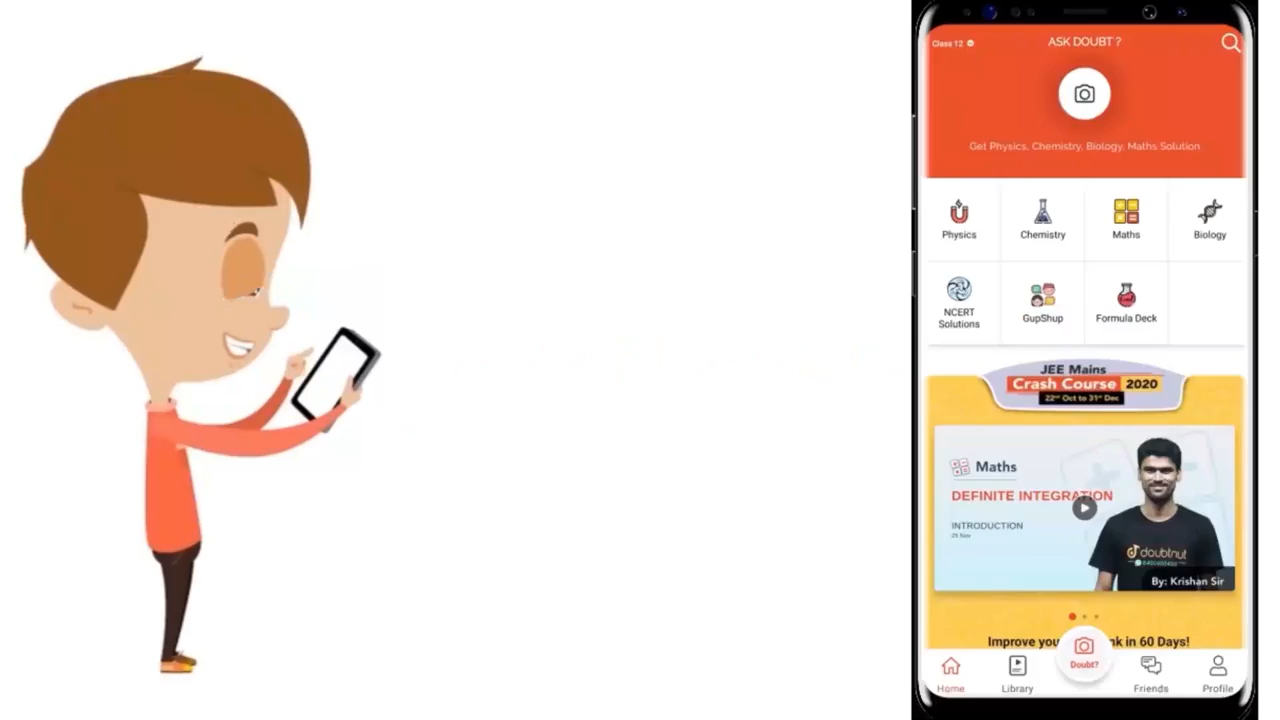 Class 12
ASK DOUBT ?
Get Physics, Chemistry, Biology, Maths Solution
Physics
Chemistry
Maths
Biology
NCERT
Solutions
GupShup
Formula Deck
JEE Mains
Crash Course 2020
22nd Oct to 31st Dec
Maths
DEFINITE INTEGRATION
INTRODUCTION
25 Nov
doubtnut
By: Krishan Sir
in 60 Days!
Improve
Doubt?
Home
Library
Friends
Profile